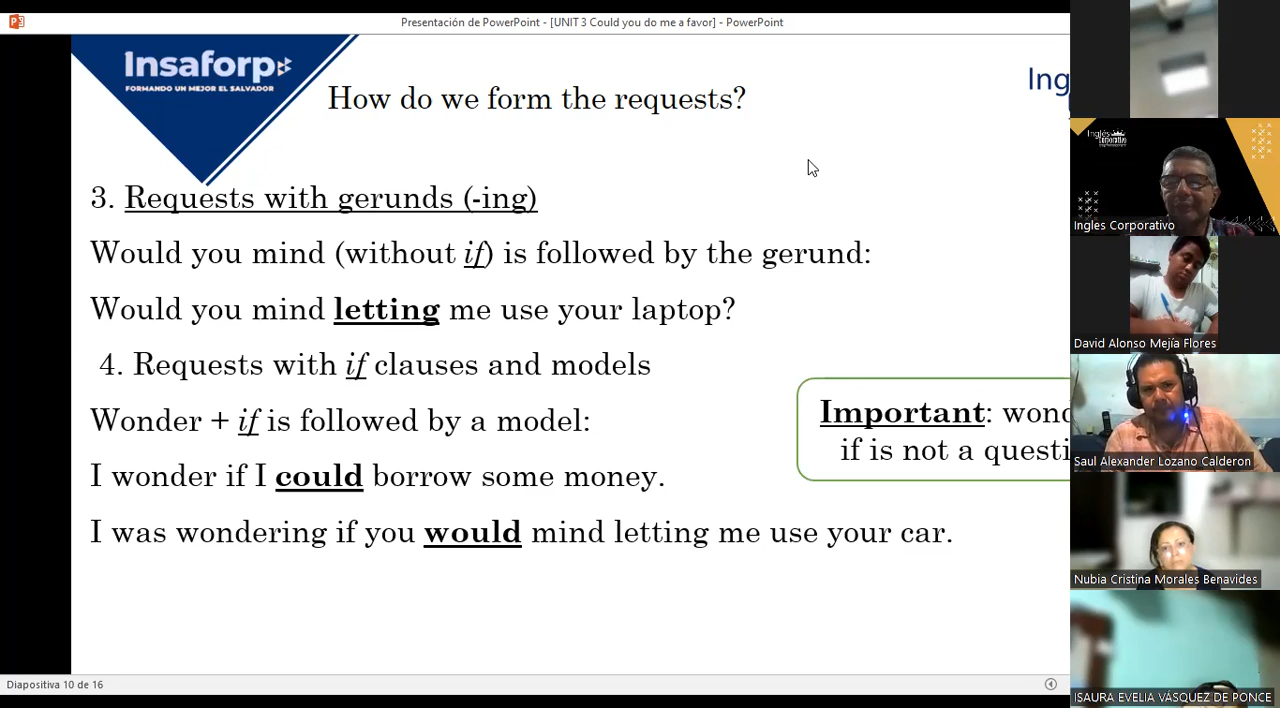 Presentación de PowerPoint - [UNIT 3 Could you do me a favor] - PowerPoint
Insaforp
FORMANDO UN MEJOR EL SALVADOR
How do we form the requests?
Ing
3. Requests with gerunds (-ing)
Would you mind (without if) is followed by the gerund:
Would you mind letting me use your laptop?
4. Requests with if clauses and models
Wonder + if is followed by a model:
I wonder if I could borrow some money.
I was wondering if you would mind letting me use your car.
Important: wond
if is not a questi
Diapositiva 10 de 16
Inglés
Corporativo
Ingles Corporativo
David Alonso Mejía Flores
Saul Alexander Lozano Calderon
Nubia Cristina Morales Benavides
ISAURA EVELIA VÁSQUEZ DE PONCE